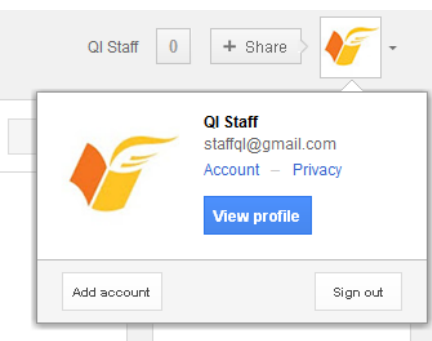 QI Staff 0 + Share
QI Staff
staffql@gmail.com
Account – Privacy
View profile
Add account Sign out